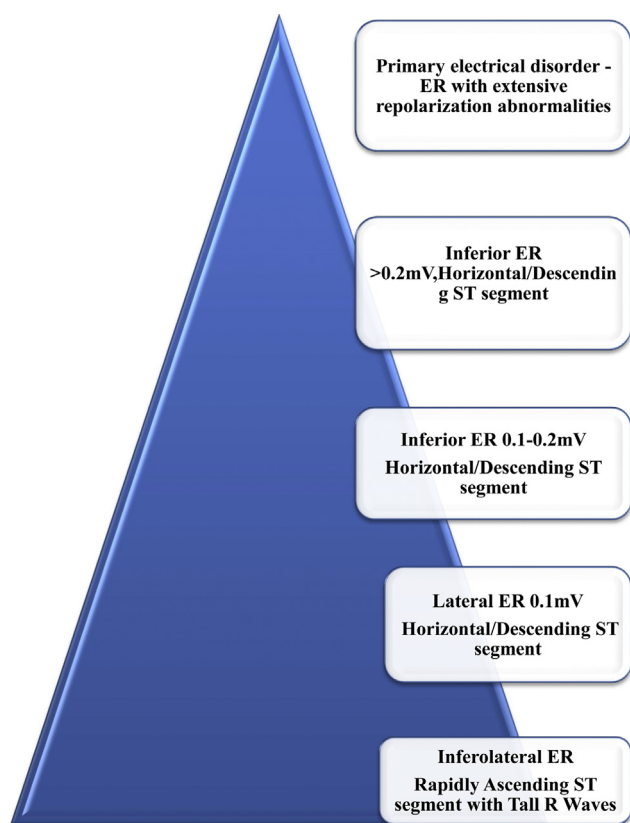 Primary electrical disorder -
ER with extensive
repolarization abnormalities
Inferior ER
>0.2mV,Horizontal/Descendin
g ST segment
Inferior ER 0.1-0.2mV
Horizontal/Descending ST
segment
Lateral ER 0.1mV
Horizontal/Descending ST
segment
Inferolateral ER
Rapidly Ascending ST
segment with Tall R Waves